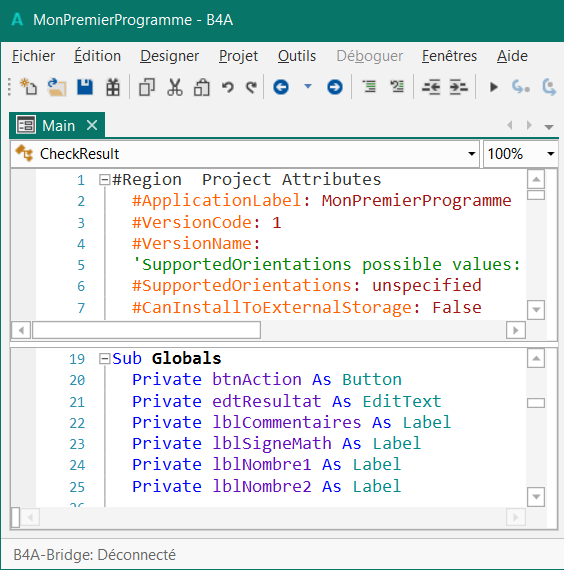 A MonPremierProgramme - B4A
Fichier Édition Designer Projet Outils Déboguer Fenêtres Aide
Main
CheckResult 100%
1 #Region  Project Attributes
2 #ApplicationLabel: MonPremierProgramme
3 #VersionCode: 1
4 #VersionName:
5 'SupportedOrientations possible values:
6 #SupportedOrientations: unspecified
7 #CanInstallToExternalStorage: False
19 Sub Globals
20 Private btnAction As Button
21 Private edtResultat As EditText
22 Private lblCommentaires As Label
23 Private lblSigneMath As Label
24 Private lblNombre1 As Label
25 Private lblNombre2 As Label
B4A-Bridge: Déconnecté